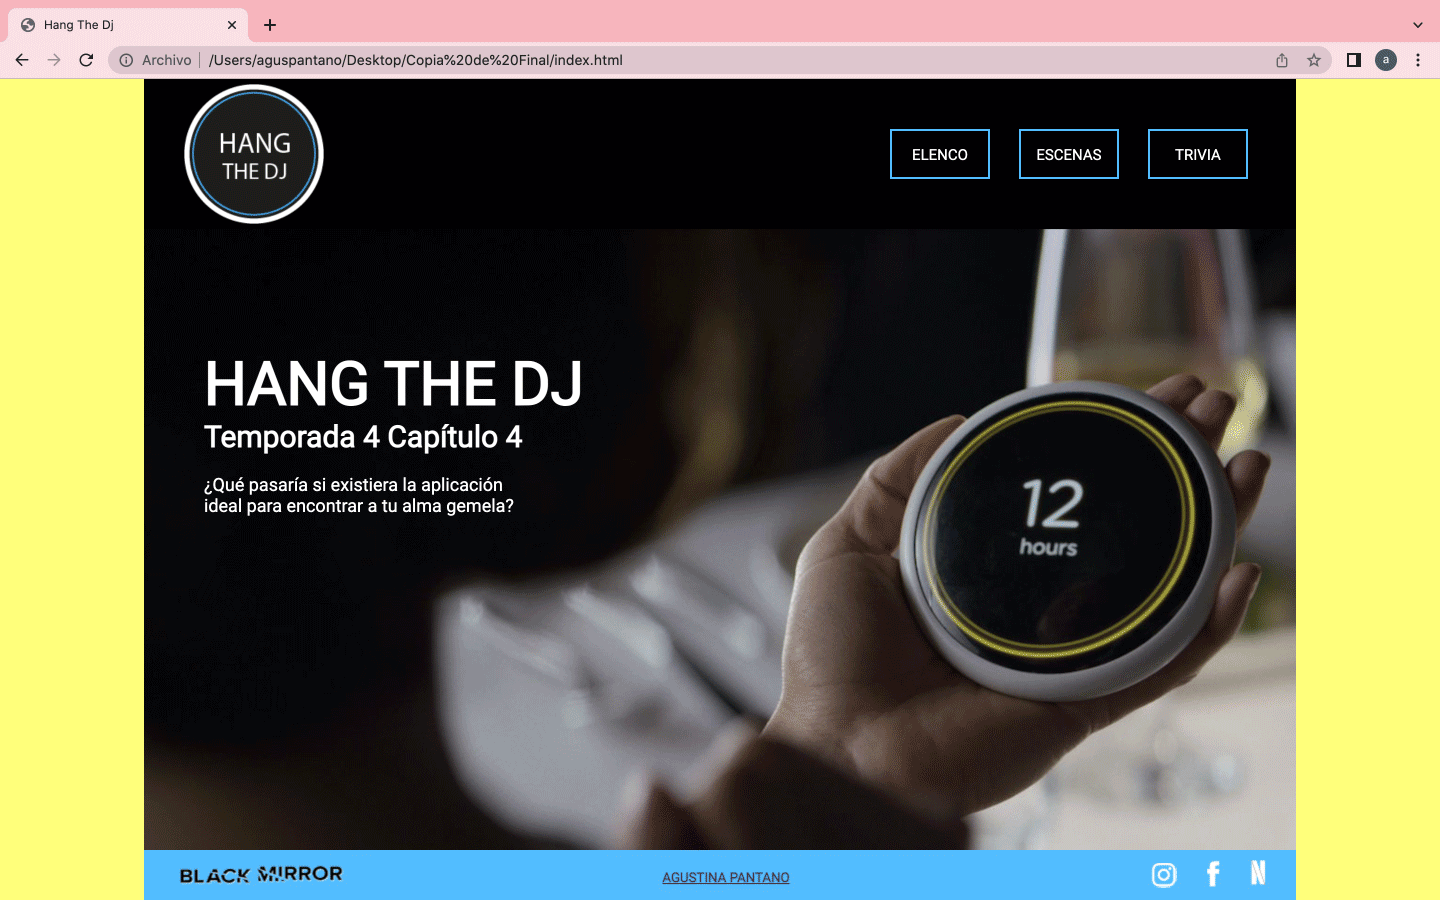 Hang The Dj
Archivo
/Users/aguspantano/Desktop/Copia%20de%20Final/index.html
a
HANG
THE DJ
ELENCO
ESCENAS
TRIVIA
HANG THE DJ
Temporada 4 Capítulo 4
¿Qué pasaría si existiera la aplicación
ideal para encontrar a tu alma gemela?
12
hours
BLACK MIRROR
AGUSTINA PANTANO